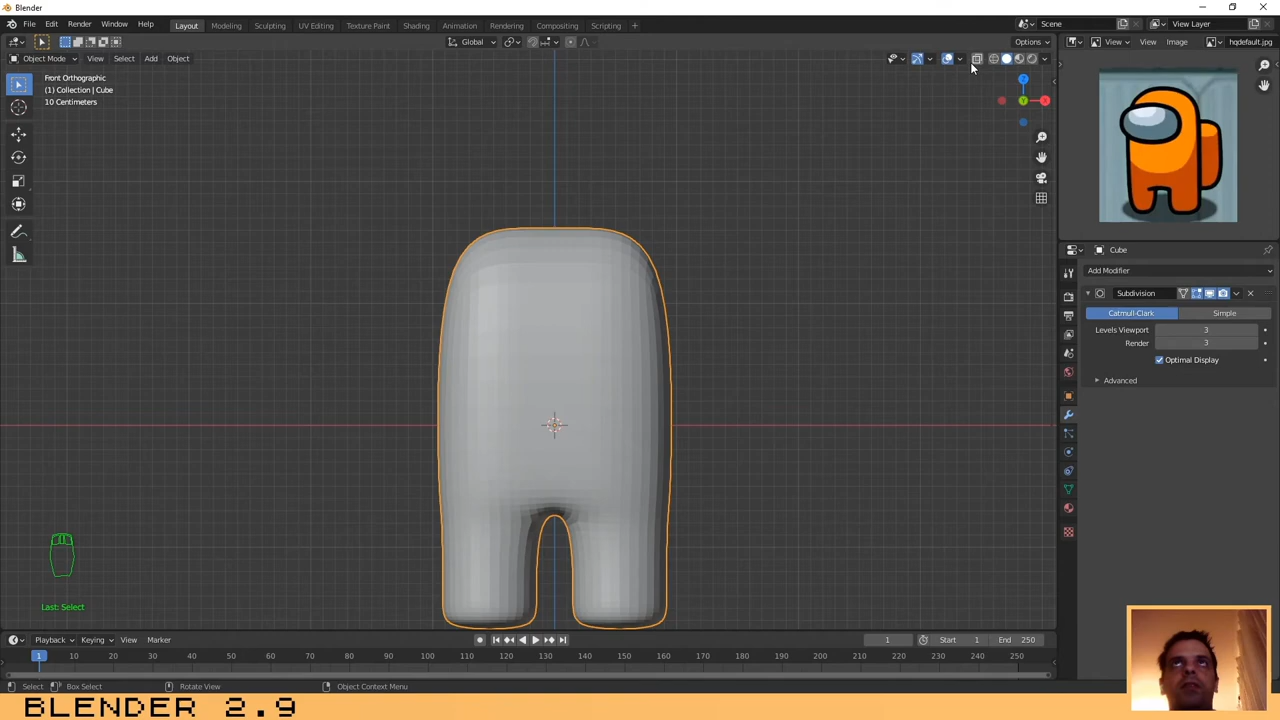 Blender
File Edit Render Window Help
Layout Modeling Sculpting UV Editing Texture Paint Shading Animation Rendering Compositing Scripting +
Scene
View Layer
Global
Options
View View Image hqdefault.jpg
Object Mode View Select Add Object
Front Orthographic
(1) Collection | Cube
10 Centimeters
Z
Y
X
Cube
Add Modifier
Subdivision
Catmull-Clark Simple
Levels Viewport 3
Render 3
Optimal Display
Advanced
Last: Select
Playback Keying View Marker
1
Start 1
End 250
1 10 20 30 40 50 60 70 80 90 100 110 120 130 140 150 160 170 180 190 200 210 220 230 240 250
Select Box Select Rotate View Object Context Menu
BLENDER 2.9